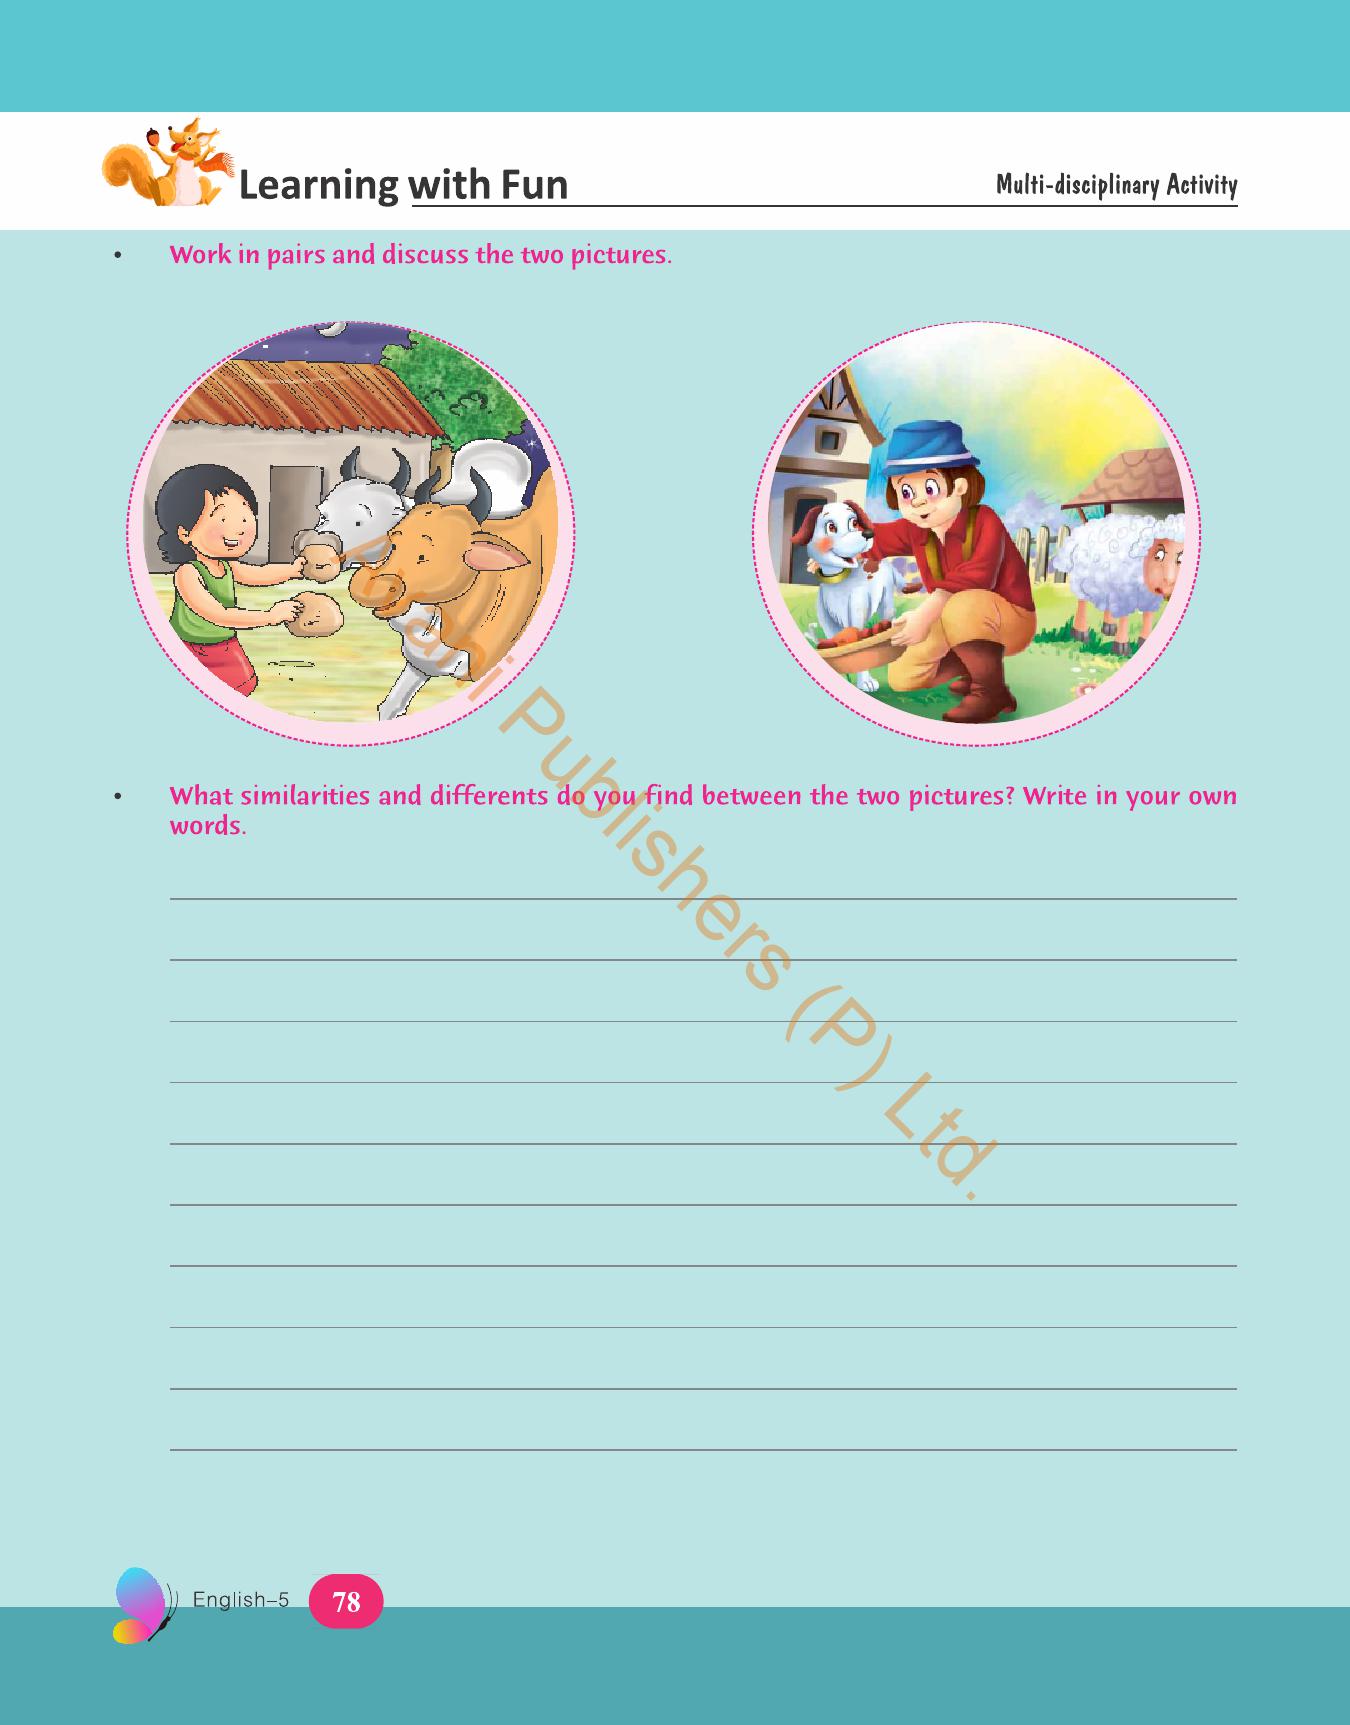 Learning with Fun
Multi-disciplinary Activity
• Work in pairs and discuss the two pictures.
• What similarities and differents do you find between the two pictures? Write in your own
words.
Publishers (P) Ltd.
English–5 78